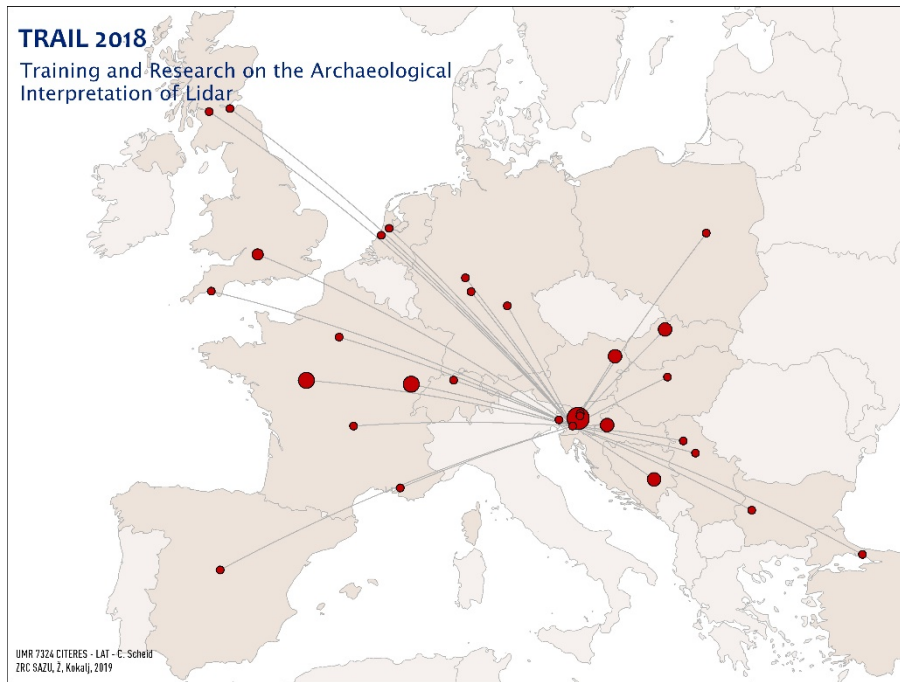 TRAIL 2018
Training and Research on the Archaeological
Interpretation of Lidar
UMR 7324 CITERES - LAT - C. Scheid
ZRC SAZU, Ž, Kokalj, 2019